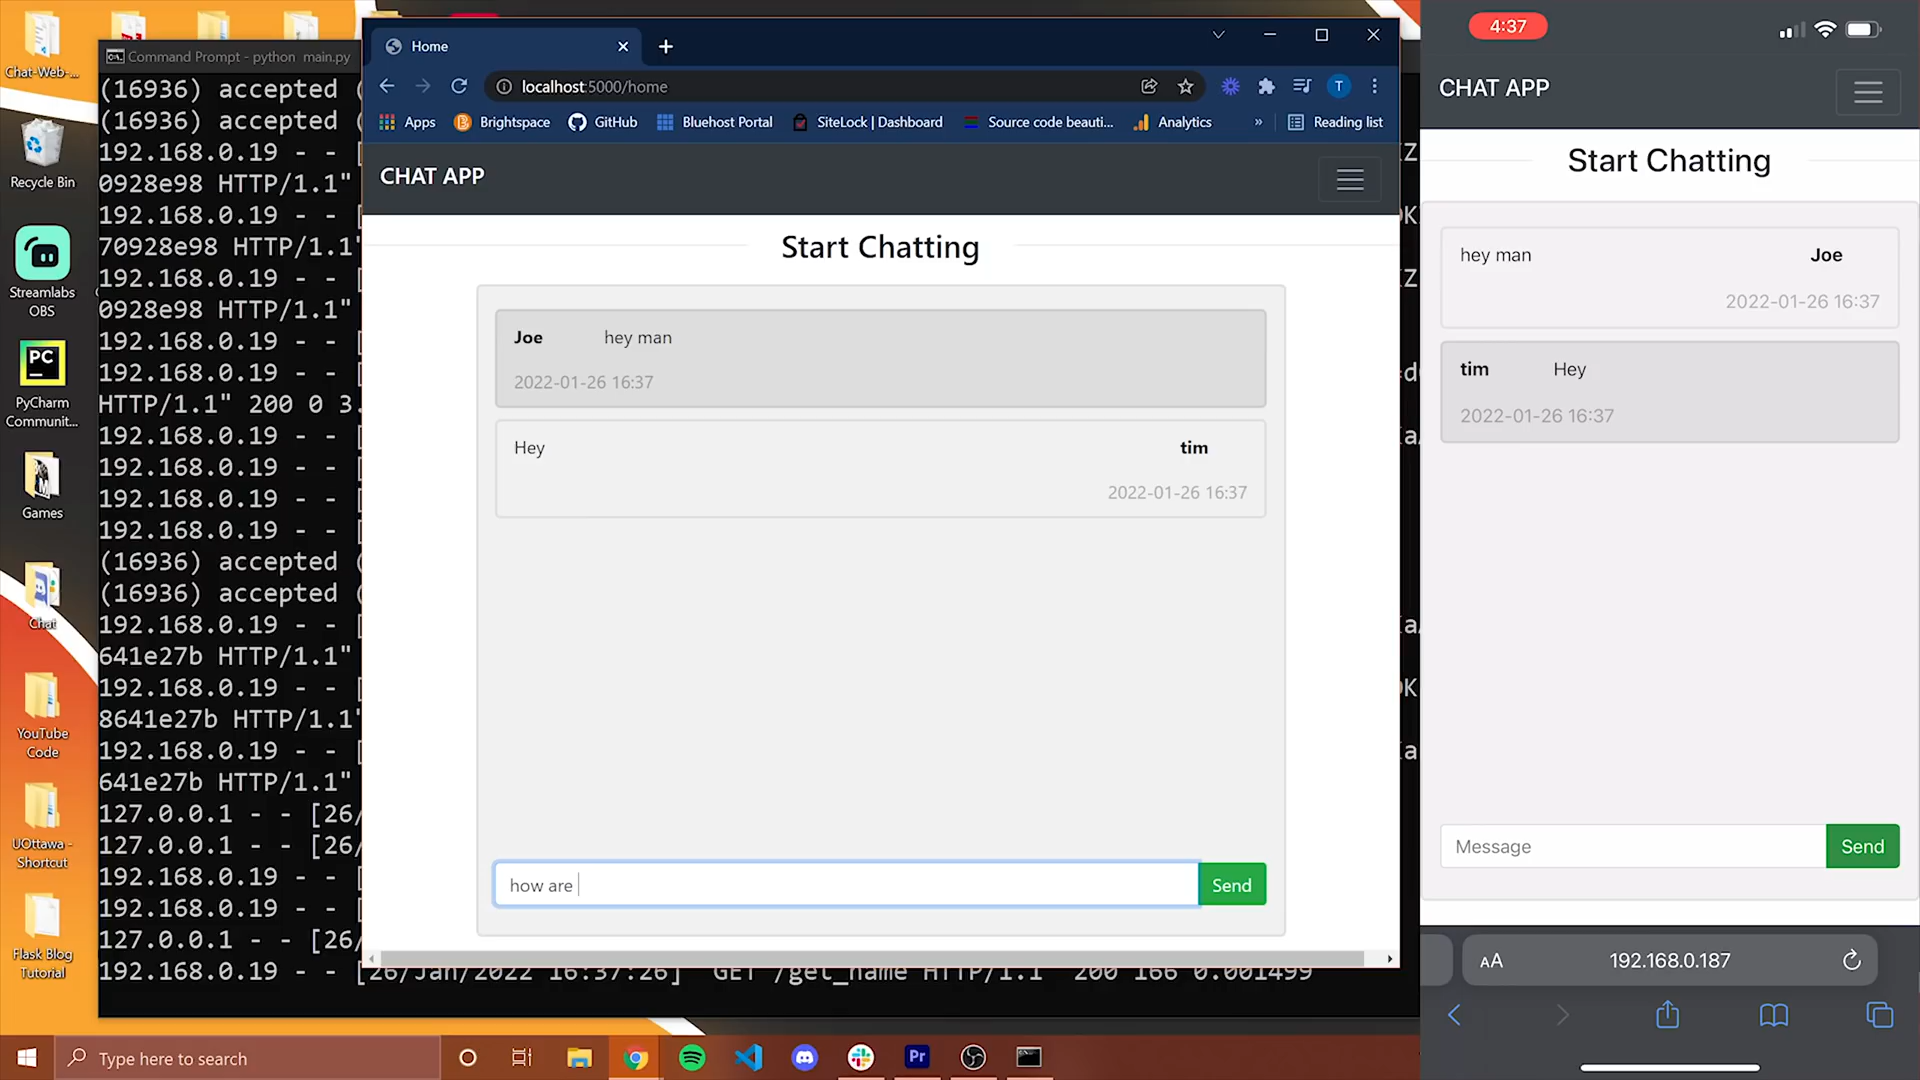 Chat-Web-...
Recycle Bin
Streamlabs
OBS
PC
PyCharm
Communit...
Games
Chat
YouTube
Code
UOttawa -
Shortcut
Flask Blog
Tutorial
Command Prompt - python  main.py
(16936) accepted (
(16936) accepted (
192.168.0.19 - - [
0928e98 HTTP/1.1"
192.168.0.19 - - [
70928e98 HTTP/1.1"
192.168.0.19 - - [
0928e98 HTTP/1.1"
192.168.0.19 - - [
192.168.0.19 - - [
HTTP/1.1" 200 0 3.
192.168.0.19 - - [
192.168.0.19 - - [
192.168.0.19 - - [
192.168.0.19 - - [
(16936) accepted (
(16936) accepted (
192.168.0.19 - - [
641e27b HTTP/1.1"
192.168.0.19 - - [
8641e27b HTTP/1.1"
192.168.0.19 - - [
641e27b HTTP/1.1"
127.0.0.1 - - [26/
127.0.0.1 - - [26/
192.168.0.19 - - [
192.168.0.19 - - [
127.0.0.1 - - [26/
192.168.0.19 - - [26/Jan/2022 16:37:26] "GET /get_name HTTP/1.1" 200 166 0.001499
Home
localhost:5000/home
T
Apps
Brightspace
GitHub
Bluehost Portal
SiteLock | Dashboard
Source code beauti...
Analytics
»
Reading list
CHAT APP
Start Chatting
Joe hey man
2022-01-26 16:37
Hey tim
2022-01-26 16:37
how are
Send
Type here to search
Pr
4:37
CHAT APP
Start Chatting
hey man Joe
2022-01-26 16:37
tim Hey
2022-01-26 16:37
Message Send
AA 192.168.0.187